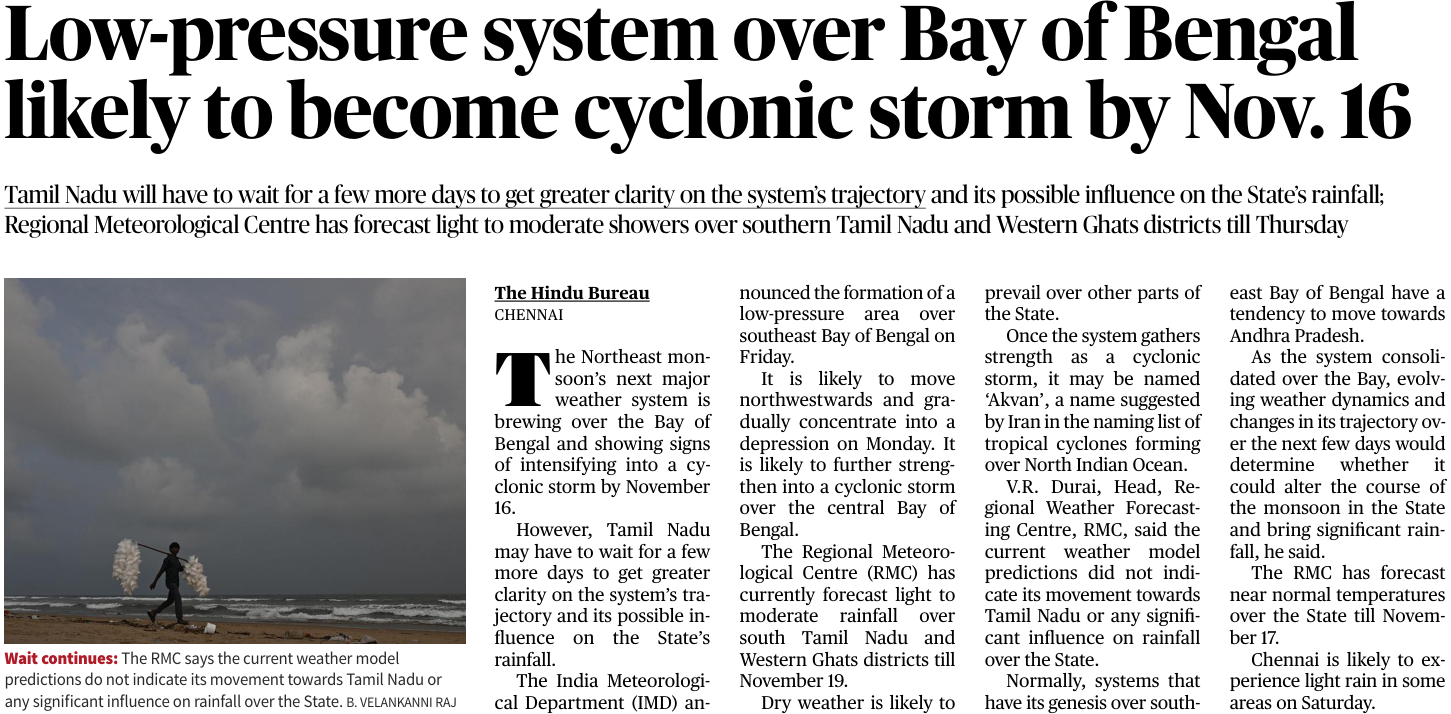 Low-pressure system over Bay of Bengal
likely to become cyclonic storm by Nov. 16
Tamil Nadu will have to wait for a few more days to get greater clarity on the system's trajectory and its possible influence on the State's rainfall;
Regional Meteorological Centre has forecast light to moderate showers over southern Tamil Nadu and Western Ghats districts till Thursday
Wait continues: The RMC says the current weather model
predictions do not indicate its movement towards Tamil Nadu or
any significant influence on rainfall over the State. B. VELANKANNI RAJ
The Hindu Bureau
CHENNAI
The Northeast mon-
soon's next major
weather system is
brewing over the Bay of
Bengal and showing signs
of intensifying into a cy-
clonic storm by November
16.
However, Tamil Nadu
may have to wait for a few
more days to get greater
clarity on the system's tra-
jectory and its possible in-
fluence on the State's
rainfall.
The India Meteorologi-
cal Department (IMD) an-
nounced the formation of a
low-pressure area over
southeast Bay of Bengal on
Friday.
It is likely to move
northwestwards and gra-
dually concentrate into a
depression on Monday. It
is likely to further streng-
then into a cyclonic storm
over the central Bay of
Bengal.
The Regional Meteoro-
logical Centre (RMC) has
currently forecast light to
moderate rainfall over
south Tamil Nadu and
Western Ghats districts till
November 19.
Dry weather is likely to
prevail over other parts of
the State.
Once the system gathers
strength as a cyclonic
storm, it may be named
'Akvan', a name suggested
by Iran in the naming list of
tropical cyclones forming
over North Indian Ocean.
V.R. Durai, Head, Re-
gional Weather Forecast-
ing Centre, RMC, said the
current weather model
predictions did not indi-
cate its movement towards
Tamil Nadu or any signifi-
cant influence on rainfall
over the State.
Normally, systems that
have its genesis over south-
east Bay of Bengal have a
tendency to move towards
Andhra Pradesh.
As the system consoli-
dated over the Bay, evolv-
ing weather dynamics and
changes in its trajectory ov-
er the next few days would
determine whether it
could alter the course of
the monsoon in the State
and bring significant rain-
fall, he said.
The RMC has forecast
near normal temperatures
over the State till Novem-
ber 17.
Chennai is likely to ex-
perience light rain in some
areas on Saturday.